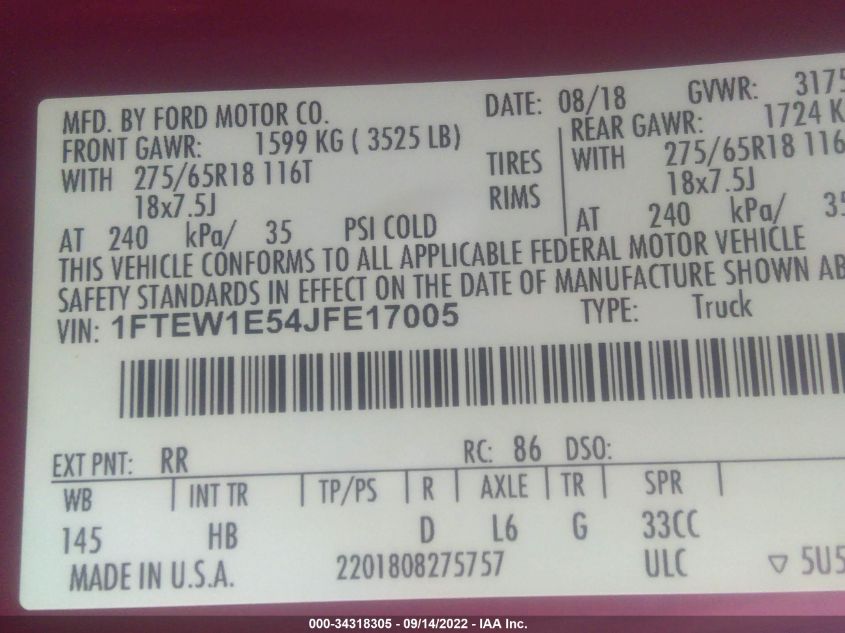 MFD. BY FORD MOTOR CO.
DATE: 08/18 GVWR: 3175
FRONT GAWR: 1599 KG ( 3525 LB)
REAR GAWR: 1724 K
WITH 275/65R18 116T TIRES WITH 275/65R18 116
18x7.5J RIMS 18x7.5J
AT 240 kPa/ 35 PSI COLD AT 240 kPa/ 35
THIS VEHICLE CONFORMS TO ALL APPLICABLE FEDERAL MOTOR VEHICLE
SAFETY STANDARDS IN EFFECT ON THE DATE OF MANUFACTURE SHOWN AB
VIN: 1FTEW1E54JFE17005 TYPE: Truck
EXT PNT: RR RC: 86 DSO:
WB INT TR TP/PS R AXLE TR SPR
145 HB D L6 G 33CC
MADE IN U.S.A. 2201808275757 ULC ▽ 5U5
000-34318305 - 09/14/2022 - IAA Inc.